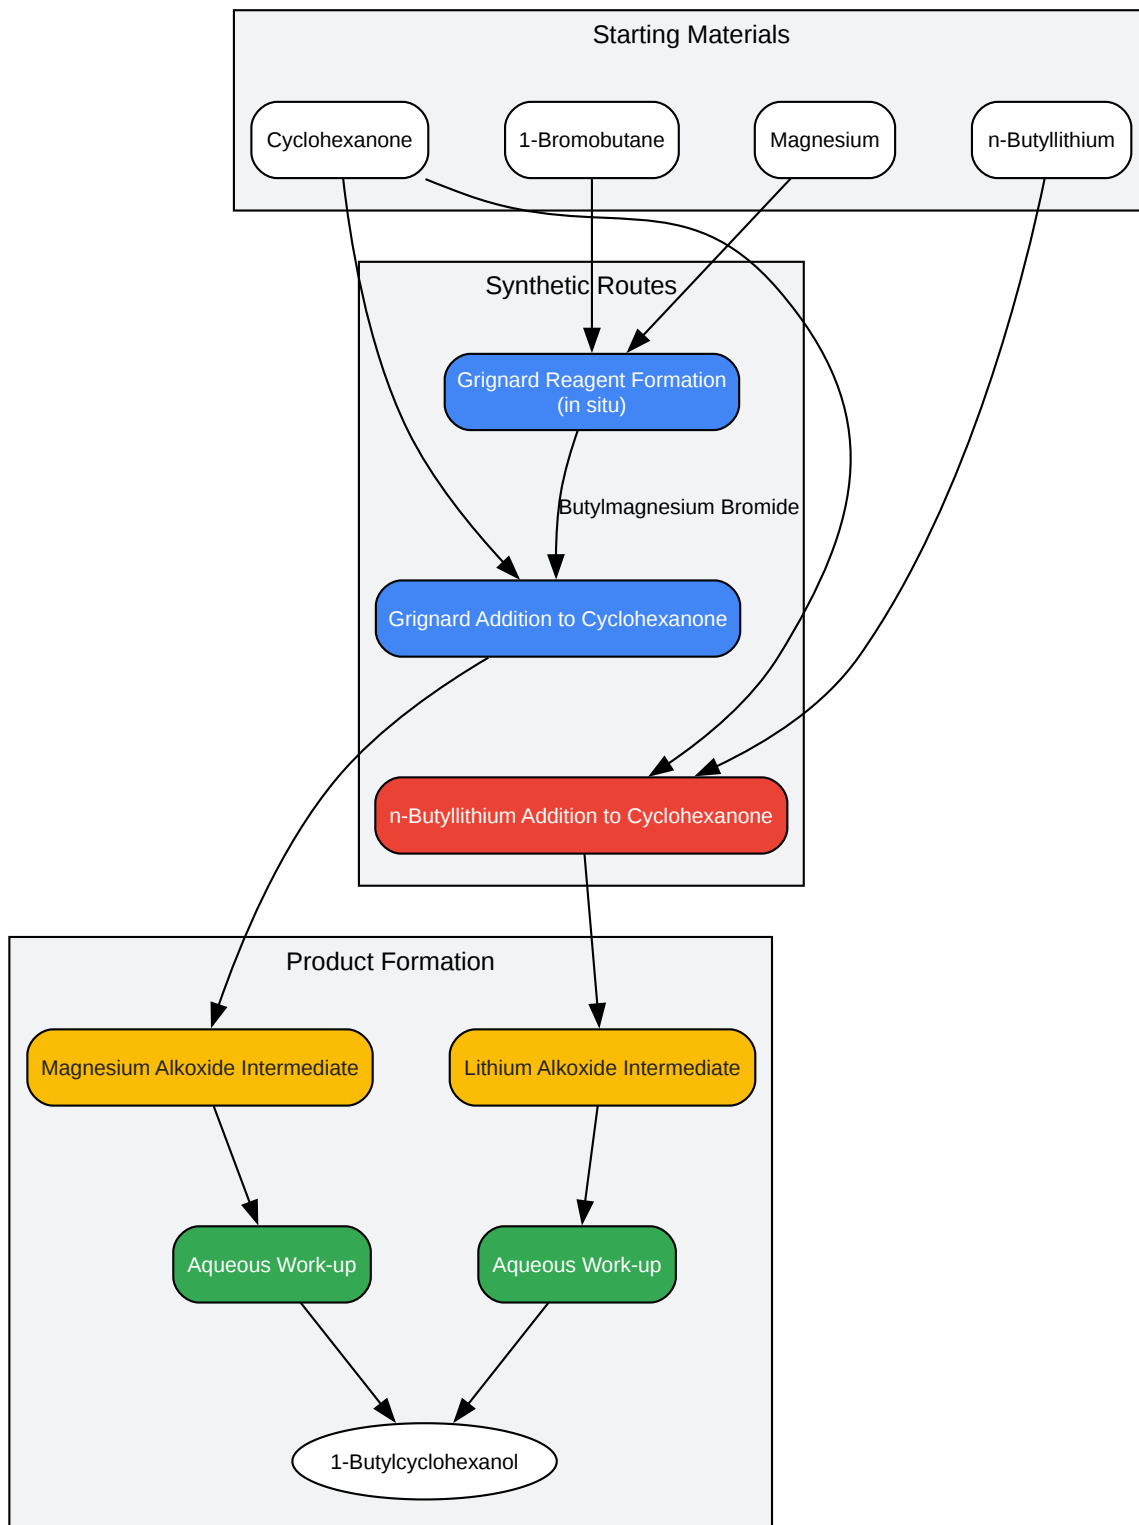 Starting Materials
Cyclohexanone
1-Bromobutane
Magnesium
n-Butyllithium
Synthetic Routes
Grignard Reagent Formation
(in situ)
Butylmagnesium Bromide
Grignard Addition to Cyclohexanone
n-Butyllithium Addition to Cyclohexanone
Product Formation
Magnesium Alkoxide Intermediate
Lithium Alkoxide Intermediate
Aqueous Work-up
Aqueous Work-up
1-Butylcyclohexanol